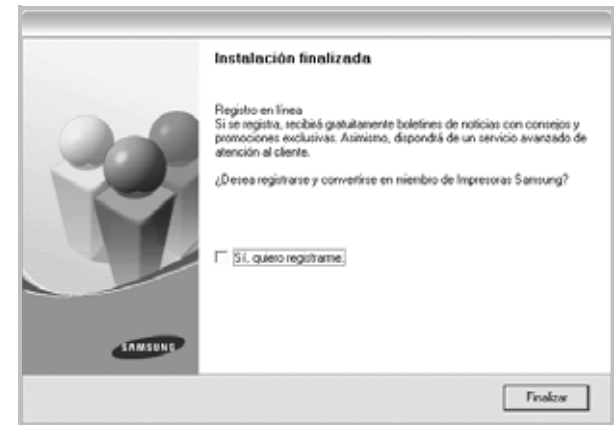 Instalación finalizada
Registro en línea
Si se registra, recibirá gratuitamente boletines de noticias con consejos y
promociones exclusivas. Asimismo, dispondrá de un servicio avanzado de
atención al cliente.
¿Desea registrarse y convertirse en miembro de Impresoras Samsung?
Sí, quiero registrarme.
SAMSUNG
Finalizar